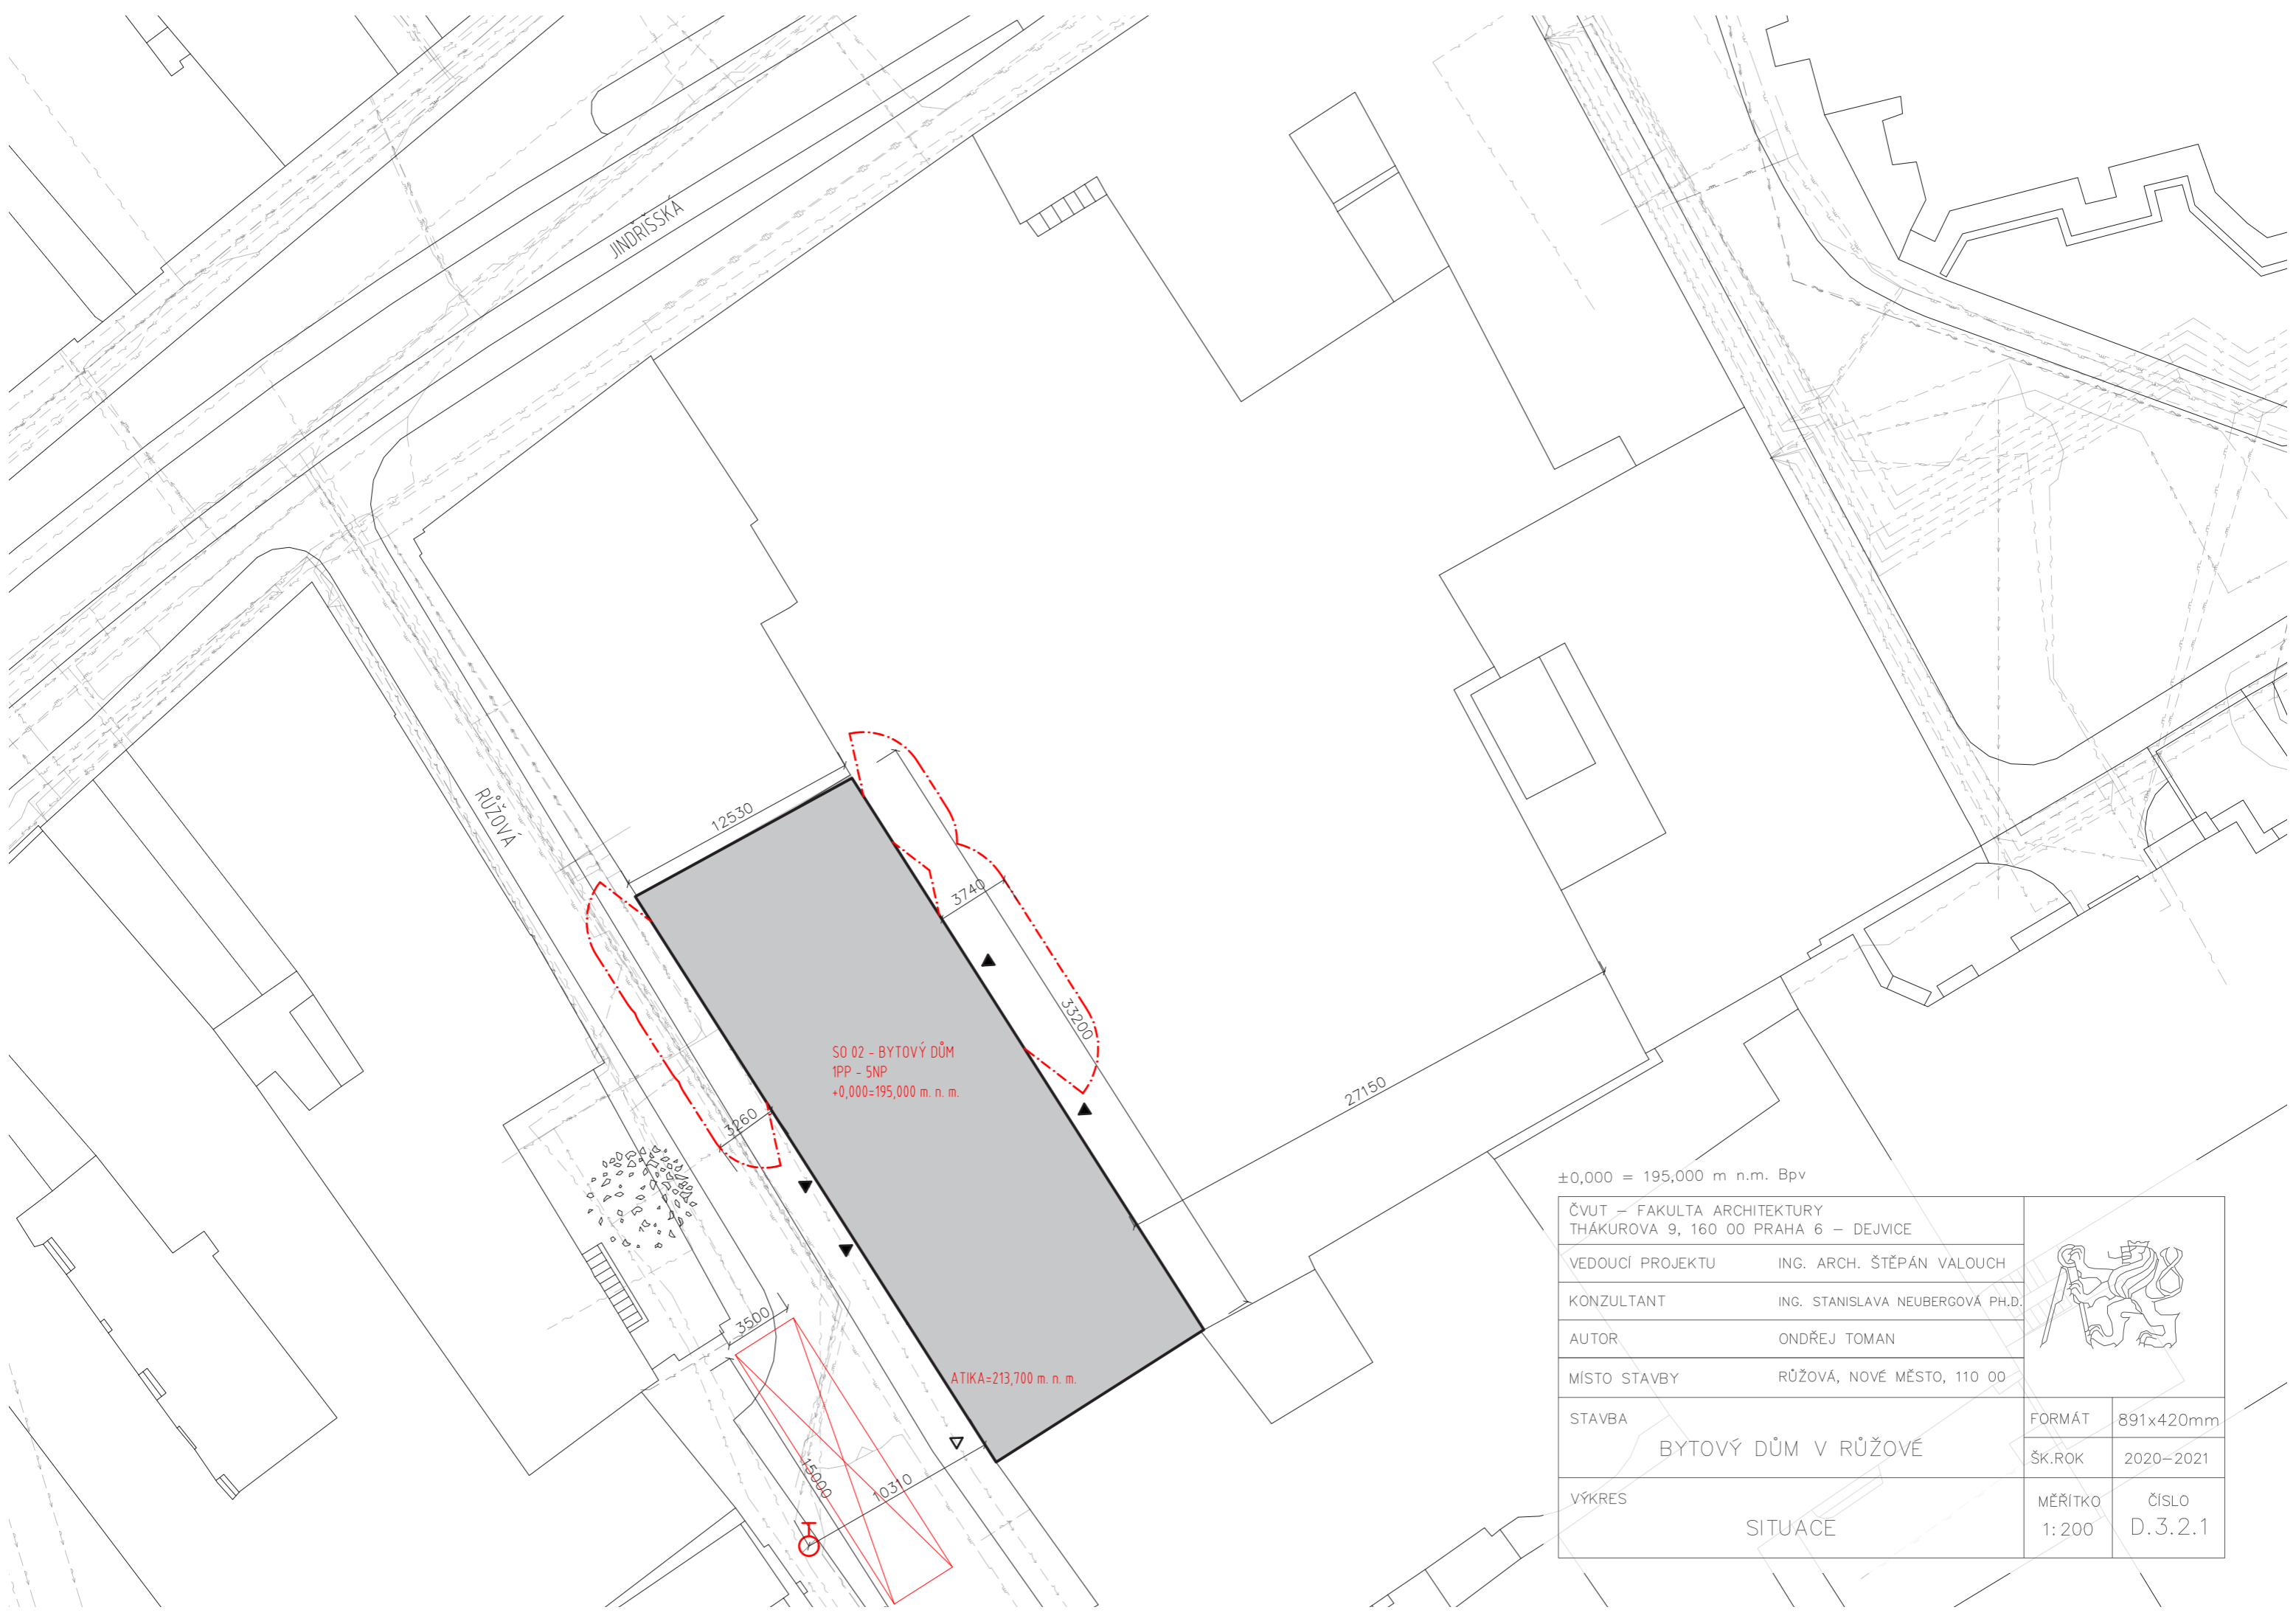 JINDŘIŠSKÁ
RŮŽOVÁ
12530
3740
33200
SO 02 - BYTOVÝ DŮM
1PP - 5NP
+0,000=195,000 m. n. m.
27150
3260
3500
ATIKA=213,700 m. n. m.
15000
10310
±0,000 = 195,000 m n.m. Bpv
ČVUT – FAKULTA ARCHITEKTURY
THÁKUROVA 9, 160 00 PRAHA 6 – DEJVICE
VEDOUCÍ PROJEKTU ING. ARCH. ŠTĚPÁN VALOUCH
KONZULTANT ING. STANISLAVA NEUBERGOVÁ PH.D.
AUTOR ONDŘEJ TOMAN
MÍSTO STAVBY RŮŽOVÁ, NOVÉ MĚSTO, 110 00
STAVBA
BYTOVÝ DŮM V RŮŽOVÉ
FORMÁT 891x420mm
ŠK.ROK 2020–2021
VÝKRES
SITUACE
MĚŘÍTKO
1:200
ČÍSLO
D.3.2.1